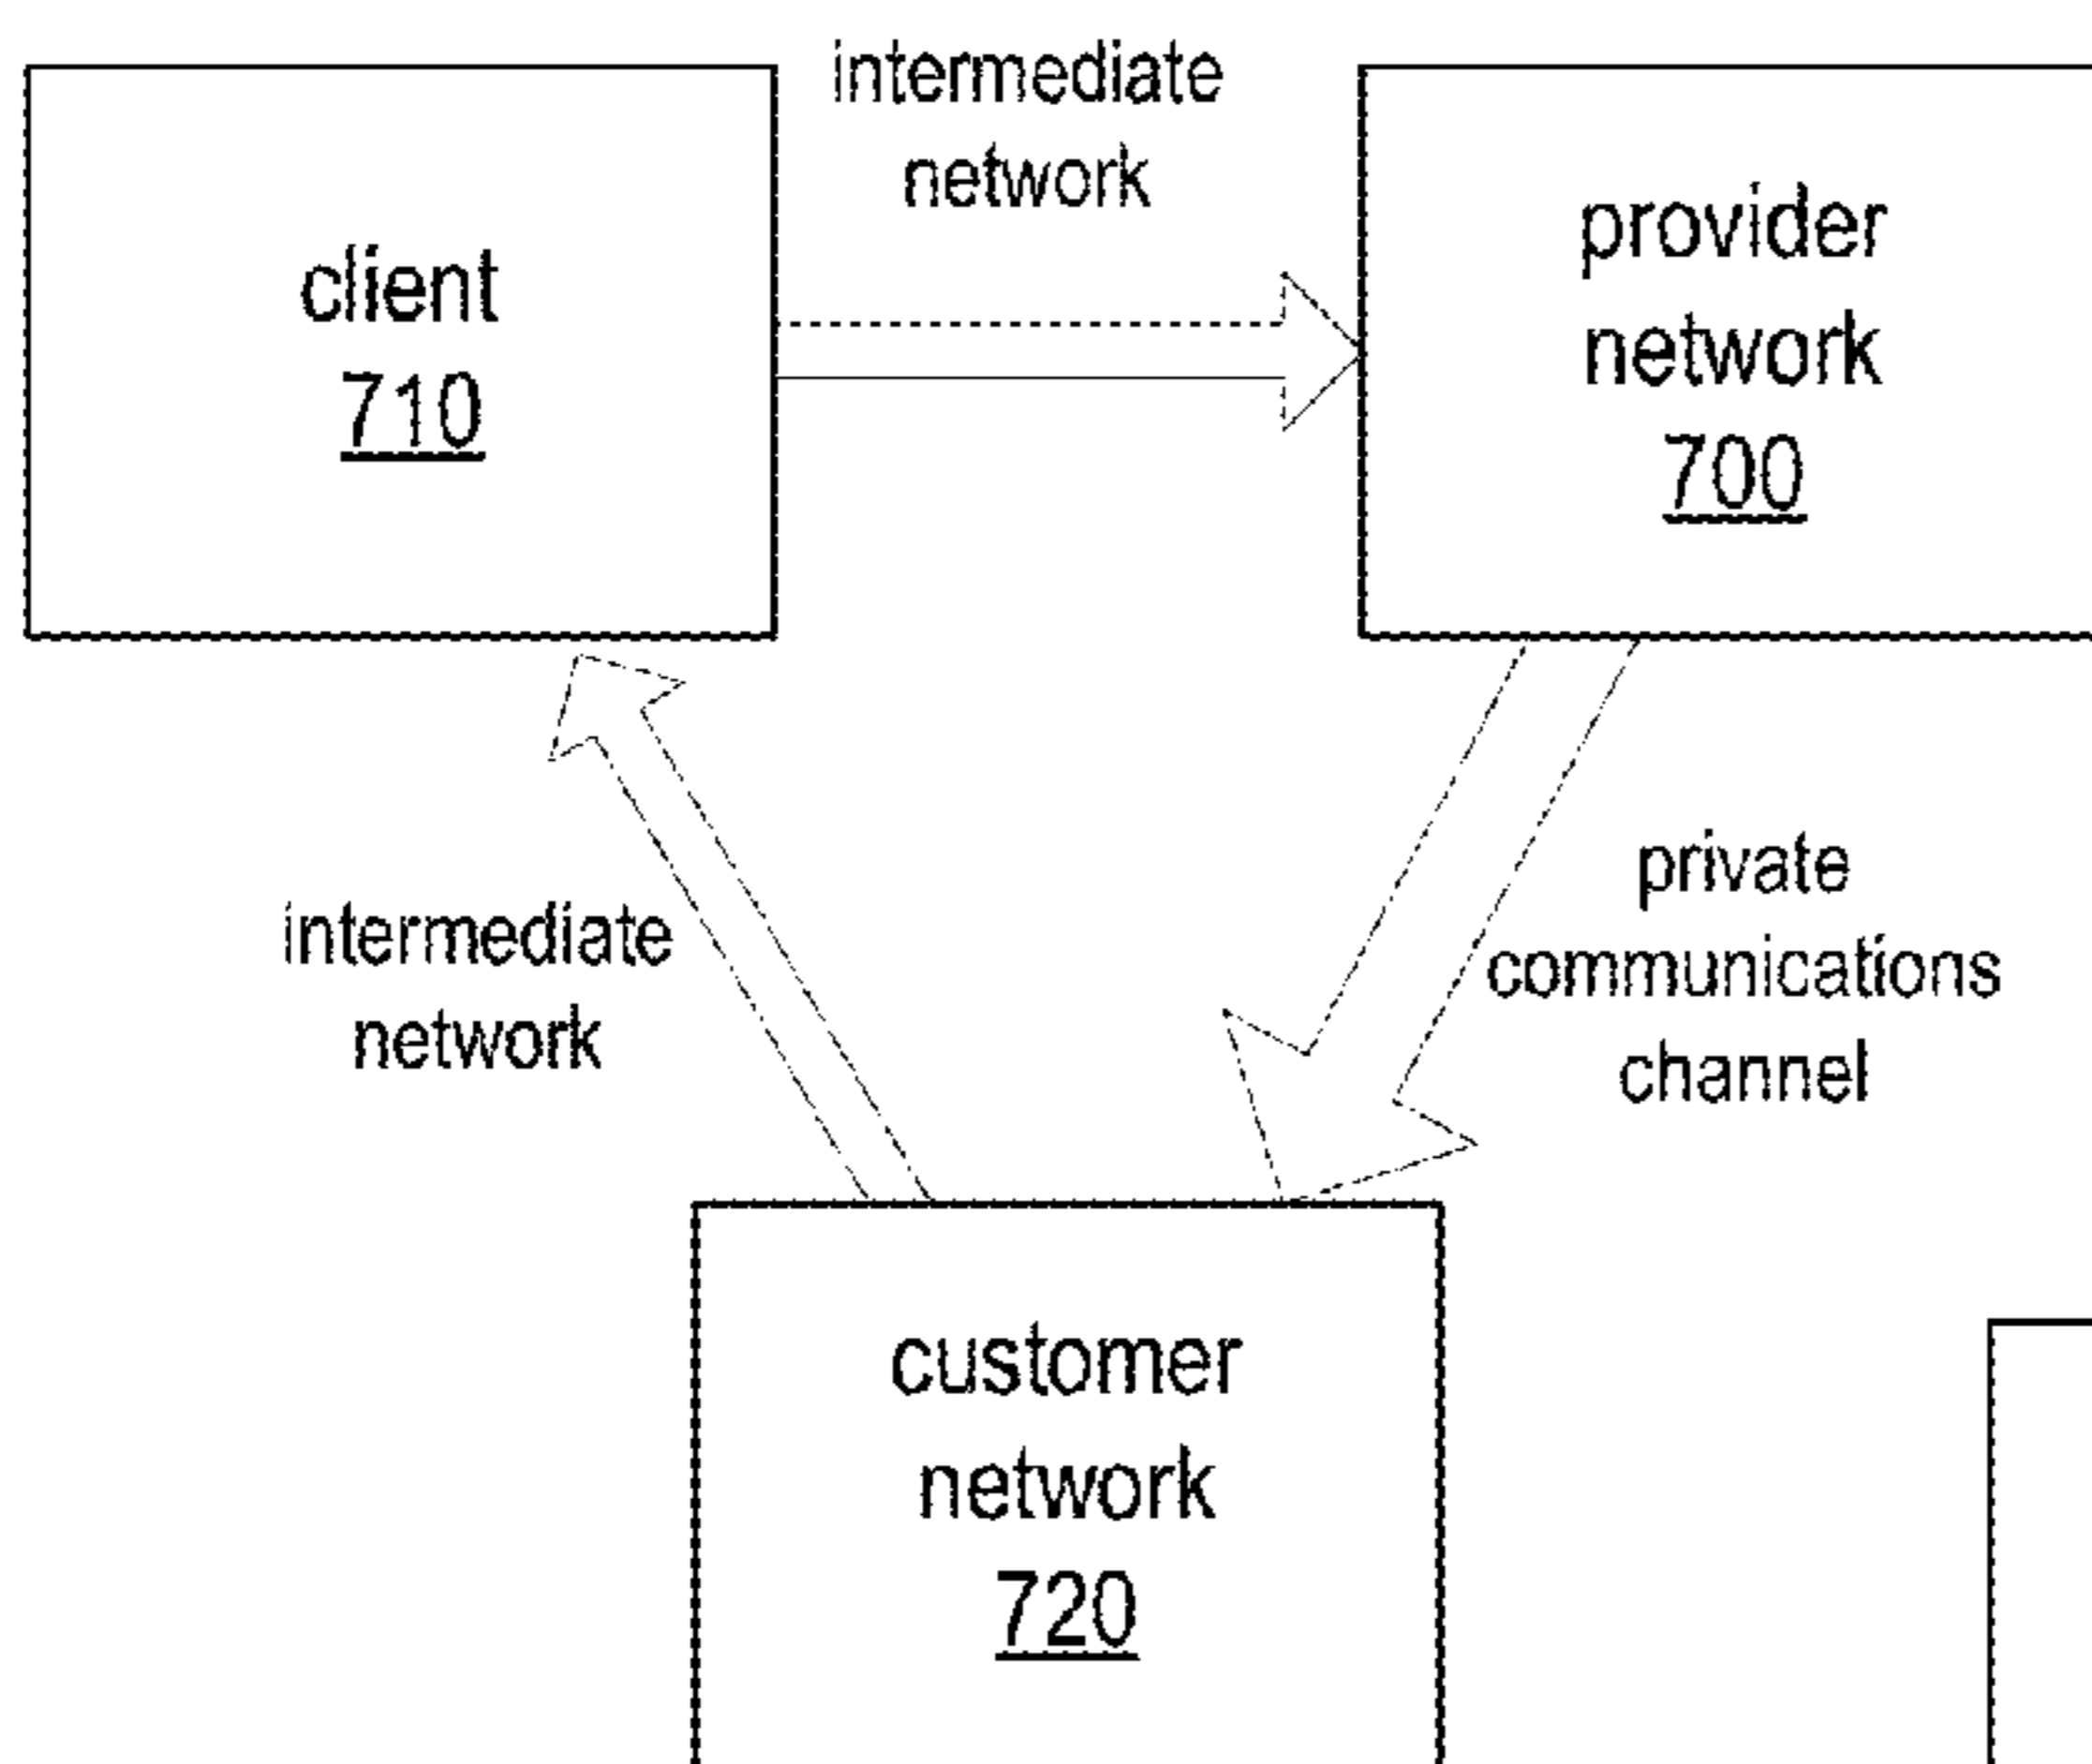 intermediate
network
client
710
provider
network
700
intermediate
network
private
communications
channel
customer
network
720